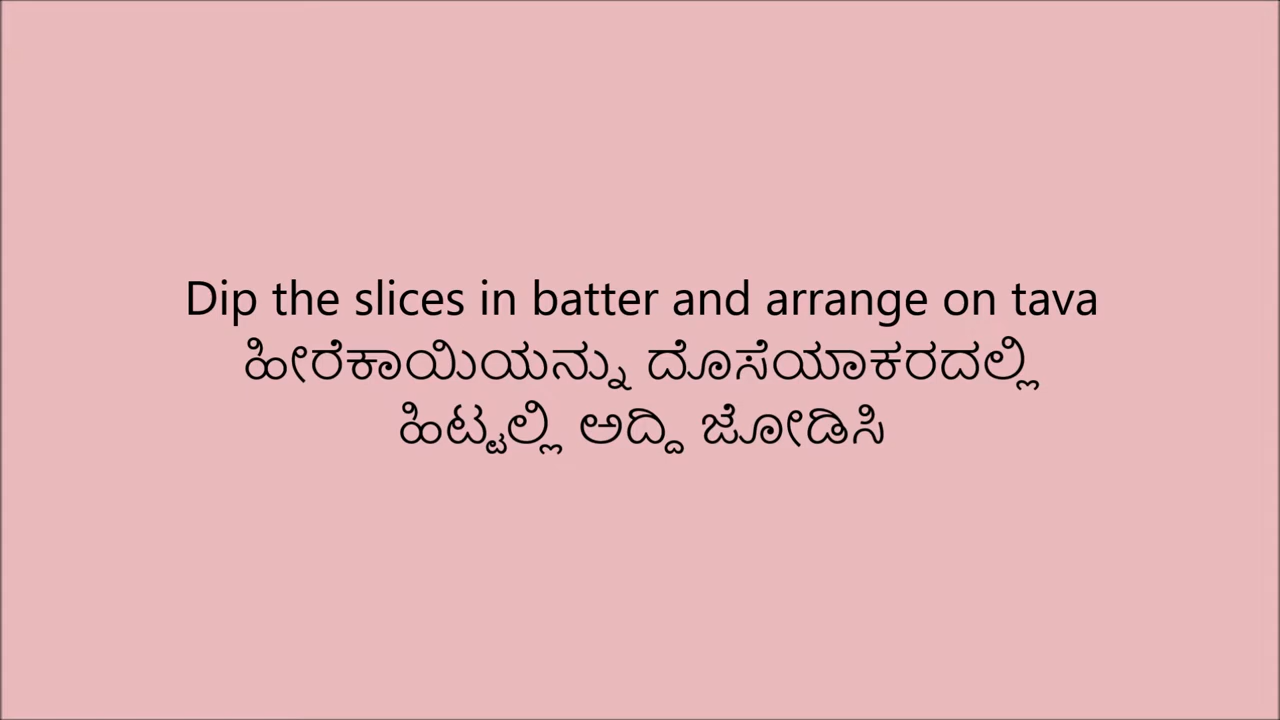 Dip the slices in batter and arrange on tava
ಹೀರೆಕಾಯಿಯನ್ನು ದೊಸೆಯಾಕರದಲ್ಲಿ
ಹಿಟ್ಟಲ್ಲಿ ಅದ್ದಿ ಜೋಡಿಸಿ